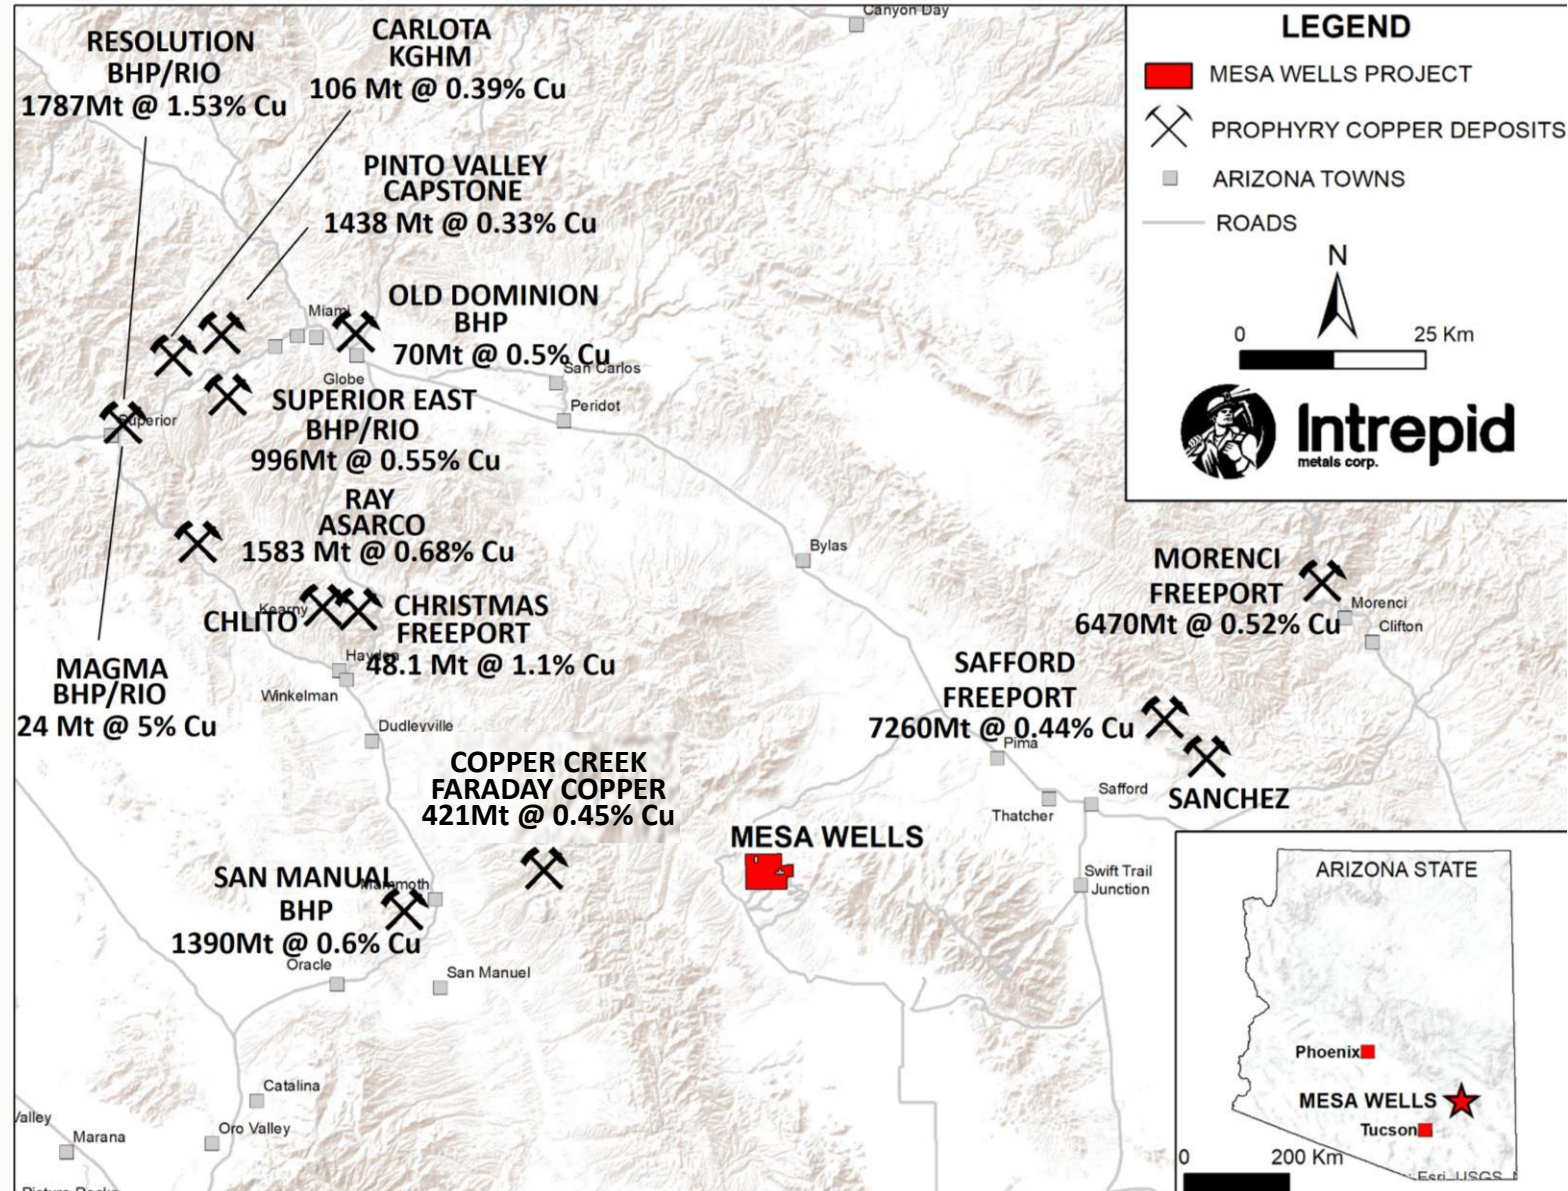 Canyon Day
RESOLUTION
BHP/RIO
1787Mt @ 1.53% Cu
CARLOTA
KGHM
106 Mt @ 0.39% Cu
PINTO VALLEY
CAPSTONE
1438 Mt @ 0.33% Cu
Miami
OLD DOMINION
BHP
70Mt @ 0.5% Cu
San Carlos
Globe
Peridot
Superior
SUPERIOR EAST
BHP/RIO
996Mt @ 0.55% Cu
RAY
ASARCO
1583 Mt @ 0.68% Cu
Bylas
Kearny
CHLITO
CHRISTMAS
FREEPORT
48.1 Mt @ 1.1% Cu
Hayden
Winkelman
MAGMA
BHP/RIO
24 Mt @ 5% Cu
Dudleyville
COPPER CREEK
FARADAY COPPER
421Mt @ 0.45% Cu
MORENCI
FREEPORT
6470Mt @ 0.52% Cu
Morenci
Clifton
SAFFORD
FREEPORT
7260Mt @ 0.44% Cu
Pima
SANCHEZ
Safford
Thatcher
MESA WELLS
Swift Trail
Junction
SAN MANUAL
BHP
1390Mt @ 0.6% Cu
Mammoth
Oracle
San Manuel
Catalina
Oro Valley
Valley
Marana
LEGEND
MESA WELLS PROJECT
PROPHYRY COPPER DEPOSITS
ARIZONA TOWNS
ROADS
N
0 25 Km
Intrepid
metals corp.
ARIZONA STATE
Phoenix
MESA WELLS
Tucson
0 200 Km
Esri, USGS